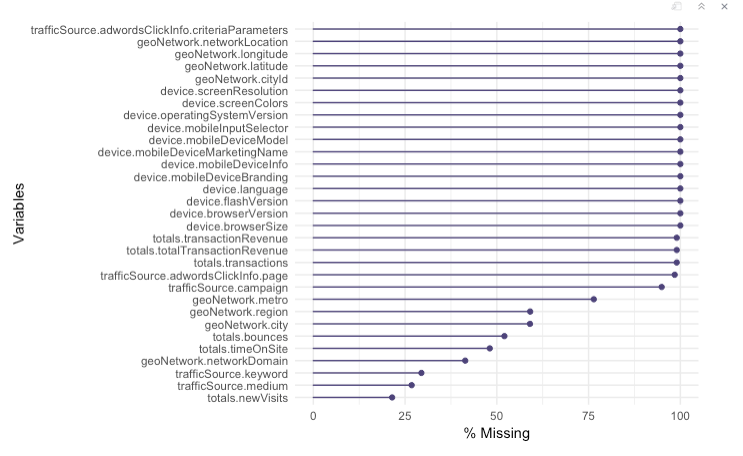 trafficSource.adwordsClickInfo.criteriaParameters
geoNetwork.networkLocation
geoNetwork.longitude
geoNetwork.latitude
geoNetwork.cityId
device.screenResolution
device.screenColors
device.operatingSystemVersion
device.mobileInputSelector
device.mobileDeviceModel
device.mobileDeviceMarketingName
device.mobileDeviceInfo
device.mobileDeviceBranding
device.language
device.flashVersion
device.browserVersion
device.browserSize
totals.transactionRevenue
totals.totalTransactionRevenue
totals.transactions
trafficSource.adwordsClickInfo.page
trafficSource.campaign
geoNetwork.metro
geoNetwork.region
geoNetwork.city
totals.bounces
totals.timeOnSite
geoNetwork.networkDomain
trafficSource.keyword
trafficSource.medium
totals.newVisits
Variables
0 25 50 75 100
% Missing